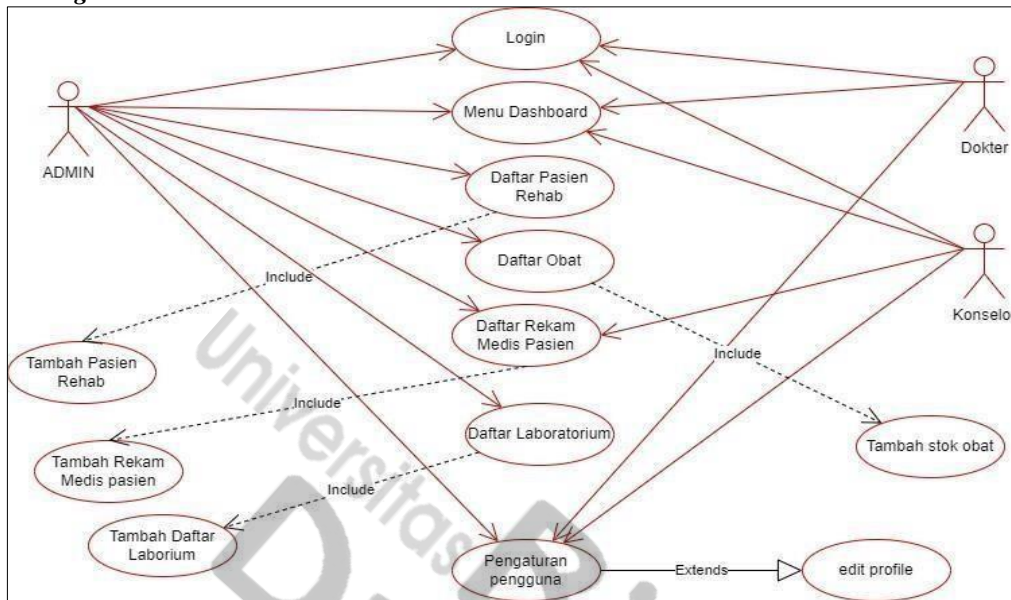 Login
Menu Dashboard
ADMIN
Dokter
Daftar Pasien
Rehab
Daftar Obat
Include
Konselo
Daftar Rekam
Medis Pasien
Include
Tambah Pasien
Rehab
Include
Daftar Laboratorium
Tambah stok obat
Tambah Rekam
Medis pasien
Include
Tambah Daftar
Laborium
Pengaturan
pengguna
Extends
edit profile
Universitas